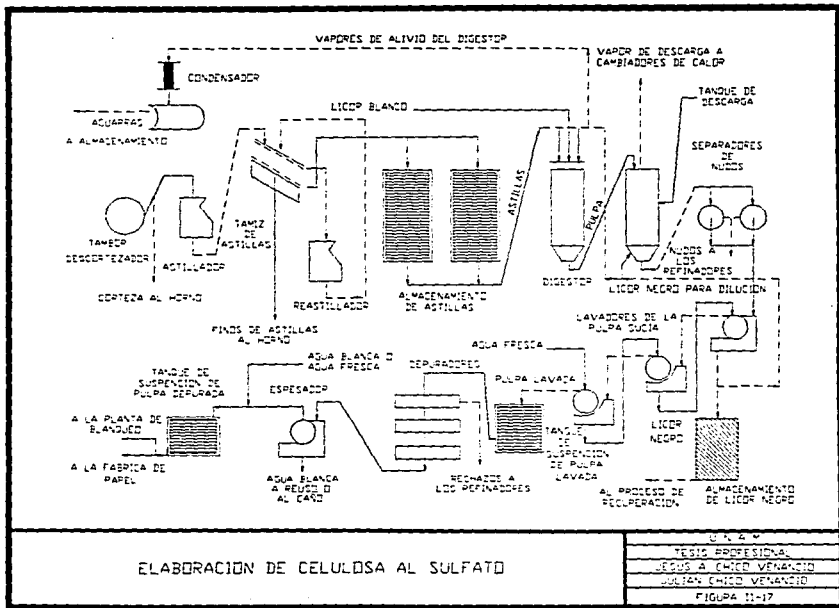 VAPORES DE ALIVIO DEL DIGESTOR
VAPOR DE DESCARGA A
CAMBIADORES DE CALOR
CONDENSADOR
TANQUE DE
DESCARGA
LICOR BLANCO
AGUARRAS
A ALMACENAMIENTO
SEPARADORES
DE
NUDOS
ASTILLAS
PULPA
TAMBOR
DESCORTEZADOR
ASTILLADOR
TAMIZ
DE
ASTILLAS
REASTILLADOR
ALMACENAMIENTO
DE ASTILLAS
DIGESTOR
NUDOS A
LOS
REFINADORES
LICOR NEGRO PARA DILUCION
CORTEZA AL HORNO
FINOS DE ASTILLAS
AL HORNO
LAVADORES DE LA
PULPA SUCIA
AGUA FRESCA
AGUA BLANCA O
AGUA FRESCA
DEPURADORES
TANQUE DE
SUSPENCION DE
PULPA DEPURADA
ESPESADOR
PULPA LAVADA
A LA PLANTA DE
BLANQUEO
A LA FABRICA DE
PAPEL
TANQUE
DE
SUSPENCION
DE PULPA
LAVADA
LICOR
NEGRO
AGUA BLANCA
A REUSO O
AL CAÑO
RECHAZOS A
LOS REFINADORES
AL PROCESO DE
RECUPERACION
ALMACENAMIENTO
DE LICOR NEGRO
ELABORACION DE CELULOSA AL SULFATO
U N A M
TESIS PROFESIONAL
JESUS A CHICO VENANCIO
JULIAN CHICO VENANCIO
FIGURA II-17